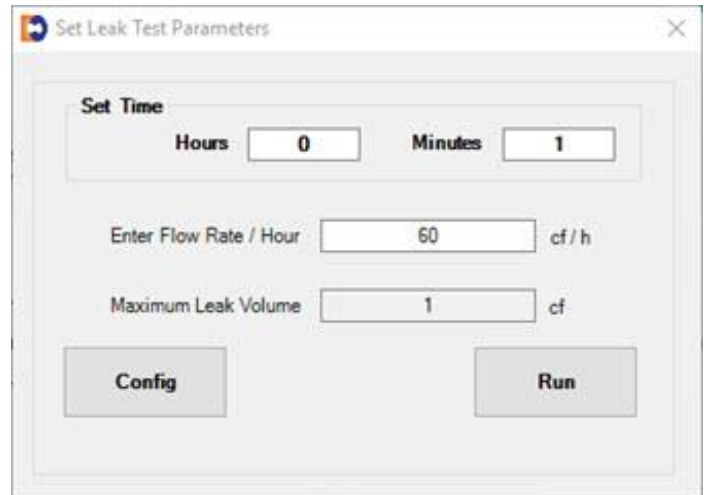 Set Leak Test Parameters
Set Time
Hours 0 Minutes 1
Enter Flow Rate / Hour 60 cf / h
Maximum Leak Volume 1 cf
Config Run